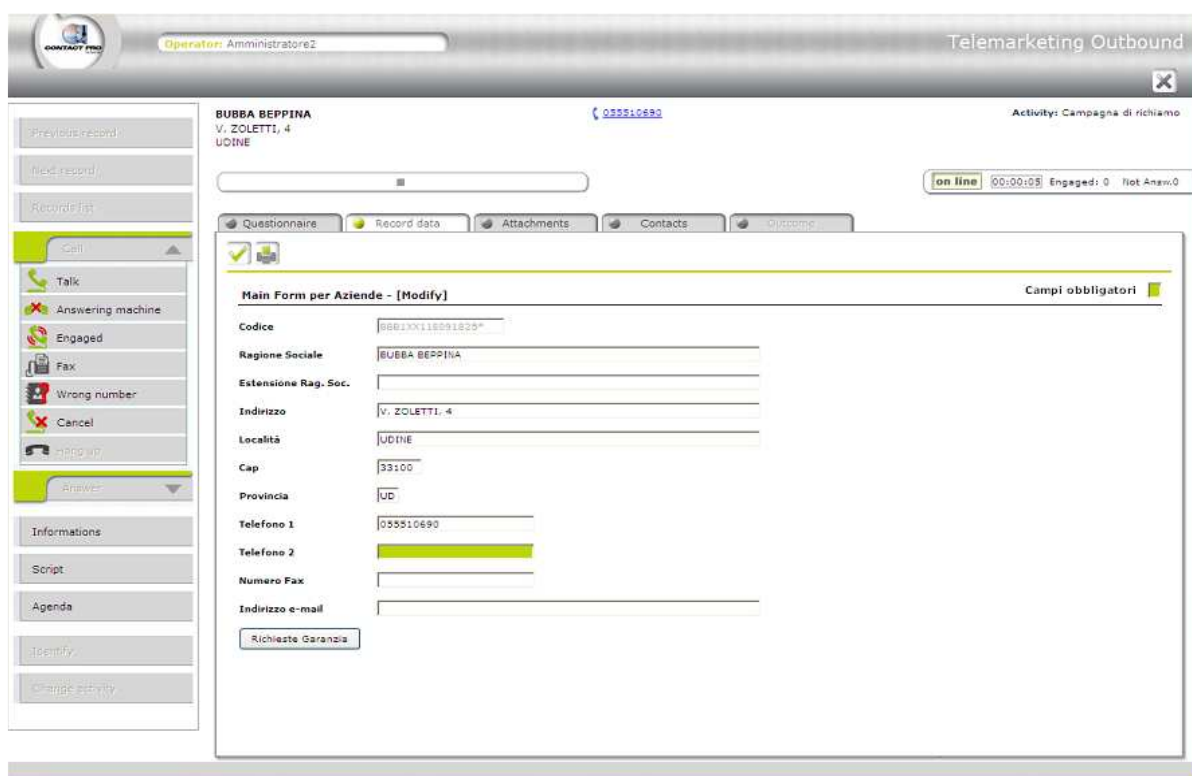 CONTACT PRO
Operator: Amministratore2
Telemarketing Outbound
Previous record
Next record
Records list
Call
Talk
Answering machine
Engaged
Fax
Wrong number
Cancel
Hang up
Answer
Informations
Script
Agenda
Identify
Change activity
BUBBA BEPPINA
V. ZOLETTI, 4
UDINE
055510690
Activity: Campagna di richiamo
on line 00:00:05 Engaged: 0 Not Answ.0
Questionnaire Record data Attachments Contacts Outcome
Main Form per Aziende - [Modify] Campi obbligatori
Codice
Ragione Sociale BUBBA BEPPINA
Estensione Rag. Soc.
Indirizzo V. ZOLETTI, 4
Località UDINE
Cap 33100
Provincia UD
Telefono 1 055510690
Telefono 2
Numero Fax
Indirizzo e-mail
Richieste Garanzia